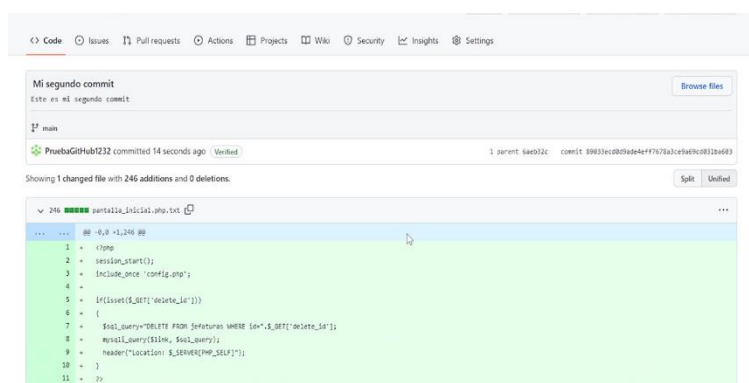 <> Code Issues Pull requests Actions Projects Wiki Security Insights Settings
Mi segundo commit
Browse files
Este es mi segundo commit
main
PruebaGitHub1232 committed 14 seconds ago Verified
1 parent 6aeb32c commit
Showing 1 changed file with 246 additions and 0 deletions.
Split Unified
246 pantalla_inicial.php.txt
@@ -0,0 +1,246 @@
1 + <?php
2 + session_start();
3 + include_once 'config.php';
4 +
5 + if(isset($_GET['delete_id']))
6 + {
7 + $sql_query="DELETE FROM jefaturas WHERE id=".$_GET['delete_id'];
8 + mysqli_query($link, $sql_query);
9 + header("Location: $_SERVER[PHP_SELF]");
10 + }
11 + ?>